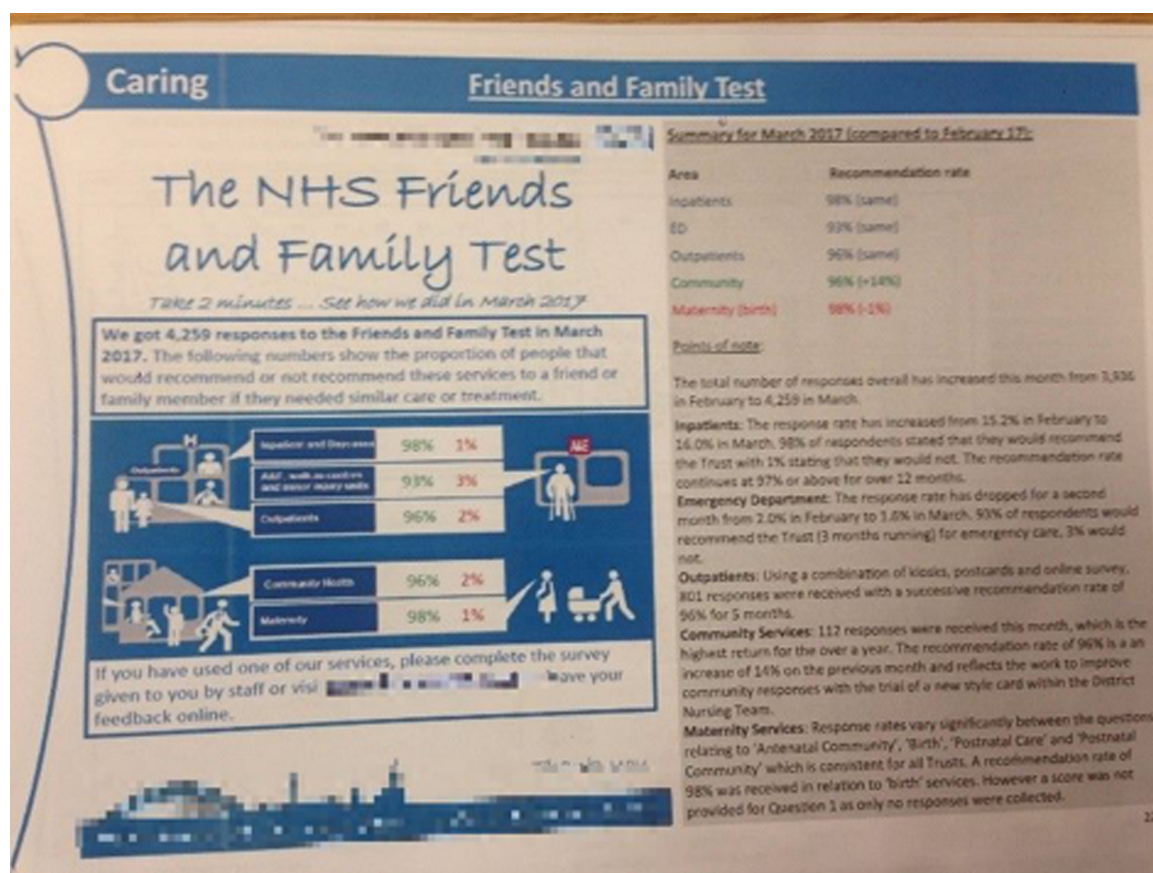 Caring
Friends and Family Test
The NHS Friends
and Family Test
Take 2 minutes ... See how we did in March 2017
We got 4,259 responses to the Friends and Family Test in March
2017. The following numbers show the proportion of people that
would recommend or not recommend these services to a friend or
family member if they needed similar care or treatment.
H
Outpatients
A&E
Inpatient and Daycases 98% 1%
A&E, walk-in centres
and minor injury units 93% 3%
Outpatients 96% 2%
Community Health 96% 2%
Maternity 98% 1%
If you have used one of our services, please complete the survey
given to you by staff or visi
eave your
feedback online.
Summary for March 2017 (compared to February 17):
Area Recommendation rate
Inpatients 98% (same)
ED 93% (same)
Outpatients 96% (same)
Community 96% (+14%)
Maternity (birth) 98% (-1%)
Points of note:
The total number of responses overall has increased this month from 3,936
in February to 4,259 in March.
Inpatients: The response rate has increased from 15.2% in February to
16.0% in March. 98% of respondents stated that they would recommend
the Trust with 1% stating that they would not. The recommendation rate
continues at 97% or above for over 12 months.
Emergency Department: The response rate has dropped for a second
month from 2.0% in February to 1.6% in March. 93% of respondents would
recommend the Trust (3 months running) for emergency care, 3% would
not.
Outpatients: Using a combination of kiosks, postcards and online survey,
801 responses were received with a successive recommendation rate of
96% for 5 months.
Community Services: 112 responses were received this month, which is the
highest return for the over a year. The recommendation rate of 96% is a an
increase of 14% on the previous month and reflects the work to improve
community responses with the trial of a new style card within the District
Nursing Team.
Maternity Services: Response rates vary significantly between the questions
relating to 'Antenatal Community', 'Birth', 'Postnatal Care' and 'Postnatal
Community' which is consistent for all Trusts. A recommendation rate of
98% was received in relation to 'birth' services. However a score was not
provided for Question 1 as only no responses were collected.